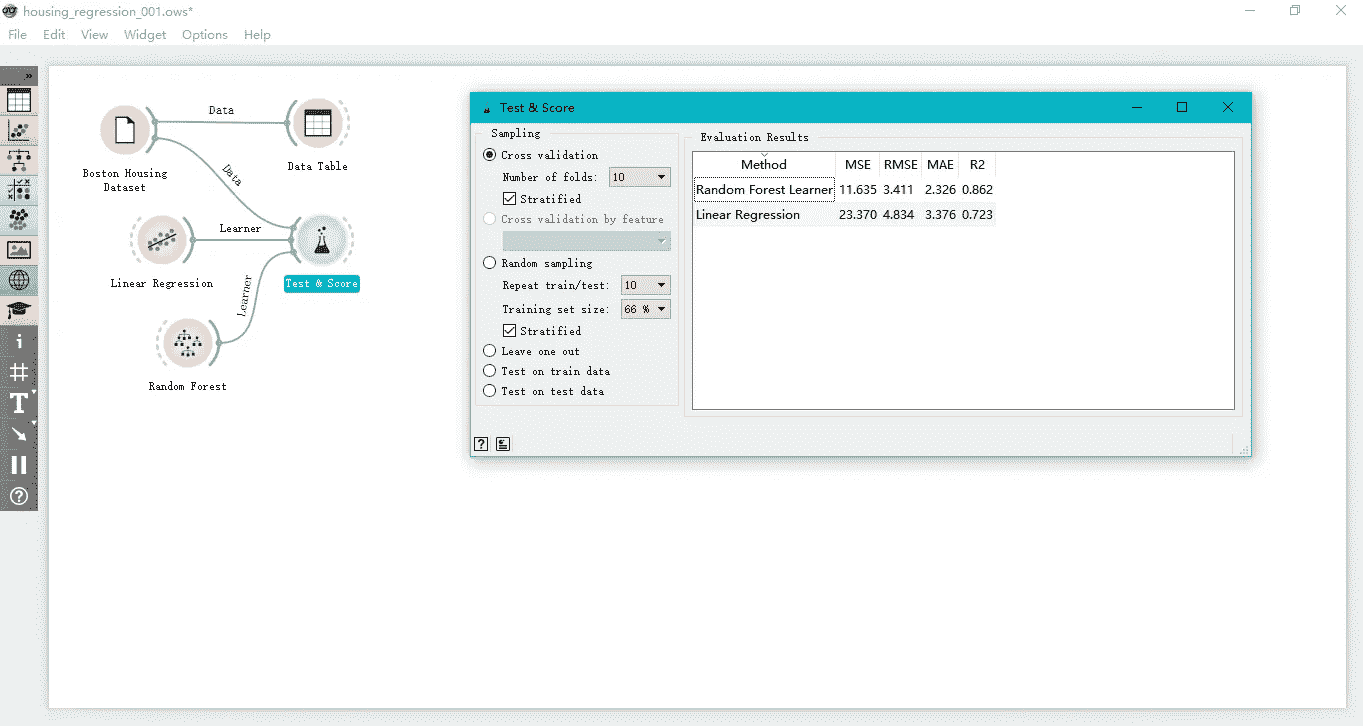 housing_regression_001.ows*
File Edit View Widget Options Help
»
Data
Data Table
Boston Housing
Dataset
Data
Learner
Linear Regression
Test & Score
Learner
Random Forest
i
#
T
?
Test & Score
Sampling
Cross validation
Number of folds: 10
Stratified
Cross validation by feature
Random sampling
Repeat train/test: 10
Training set size: 66 %
Stratified
Leave one out
Test on train data
Test on test data
?
Evaluation Results
Method MSE RMSE MAE R2
Random Forest Learner 11.635 3.411 2.326 0.862
Linear Regression 23.370 4.834 3.376 0.723